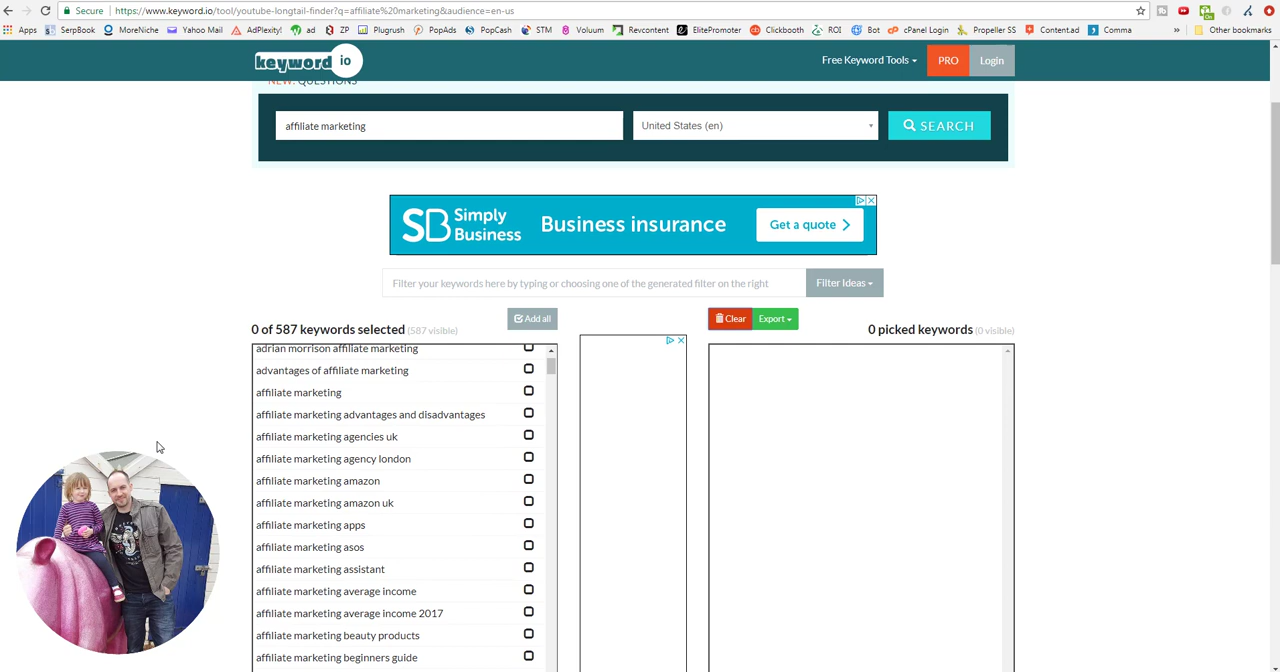 Secure
https://www.keyword.io/tool/youtube-longtail-finder?q=affiliate%20marketing&audience=en-us
Apps SerpBook MoreNiche Yahoo Mail AdPlexity! ad ZP Plugrush PopAds PopCash STM Voluum Revcontent ElitePromoter Clickbooth ROI Bot cPanel Login Propeller SS Content.ad Comma » Other bookmarks
keyword io
Free Keyword Tools PRO Login
NEW: QUESTIONS
affiliate marketing United States (en) SEARCH
Simply Business Business insurance Get a quote
Filter your keywords here by typing or choosing one of the generated filter on the right Filter Ideas
Add all Clear Export
0 of 587 keywords selected (587 visible) 0 picked keywords (0 visible)
adrian morrison affiliate marketing
advantages of affiliate marketing
affiliate marketing
affiliate marketing advantages and disadvantages
affiliate marketing agencies uk
affiliate marketing agency london
affiliate marketing amazon
affiliate marketing amazon uk
affiliate marketing apps
affiliate marketing asos
affiliate marketing assistant
affiliate marketing average income
affiliate marketing average income 2017
affiliate marketing beauty products
affiliate marketing beginners guide